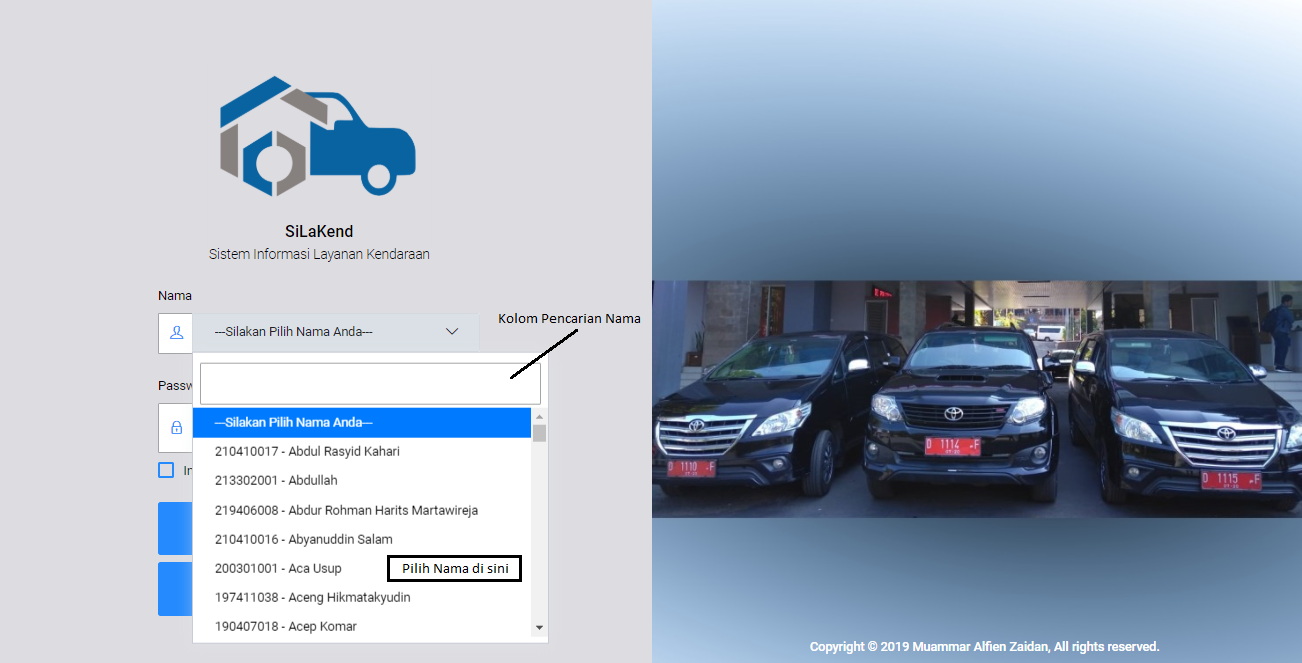 SiLaKend
Sistem Informasi Layanan Kendaraan
Nama
---Silakan Pilih Nama Anda---
Kolom Pencarian Nama
---Silakan Pilih Nama Anda---
210410017 - Abdul Rasyid Kahari
213302001 - Abdullah
219406008 - Abdur Rohman Harits Martawireja
210410016 - Abyanuddin Salam
200301001 - Aca Usup
Pilih Nama di sini
197411038 - Aceng Hikmatakyudin
190407018 - Acep Komar
Passw
In
D 1110 F
D 1114 F
D 1115 F
Copyright © 2019 Muammar Alfien Zaidan, All rights reserved.